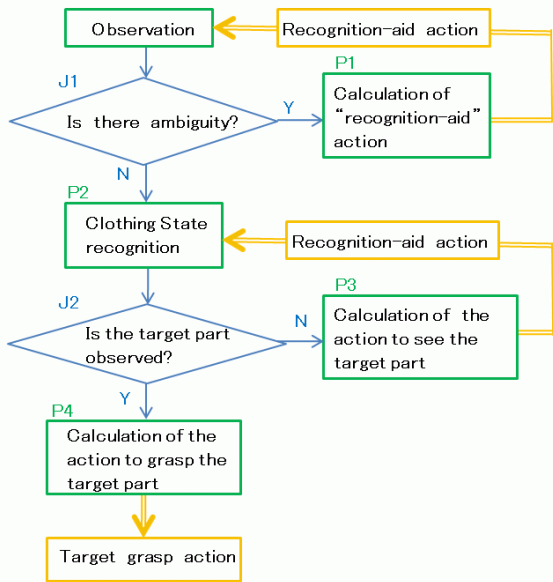 Observation
Recognition-aid action
J1
P1
Is there ambiguity?
Y
Calculation of
“recognition-aid”
action
N
P2
Clothing State
recognition
Recognition-aid action
J2
P3
Is the target part
observed?
N
Calculation of the
action to see the
target part
Y
P4
Calculation of the
action to grasp the
target part
Target grasp action